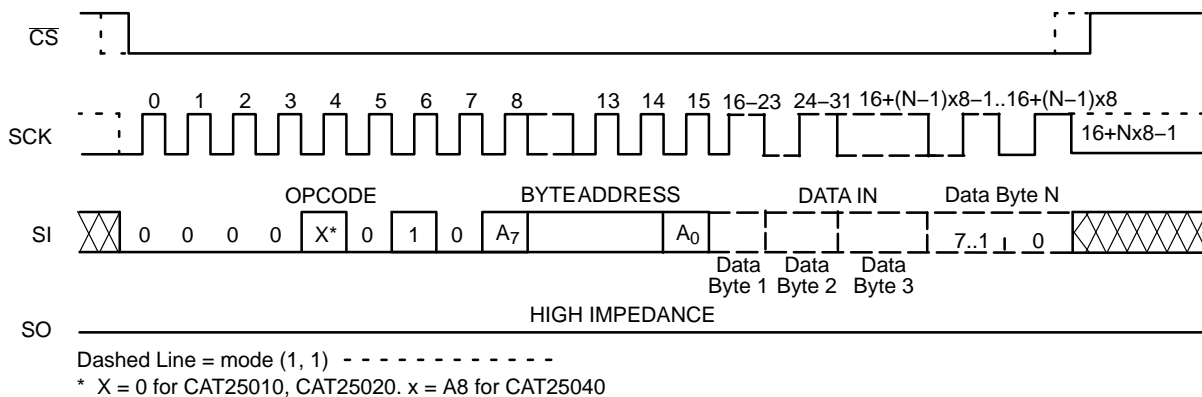 CS
0 1 2 3 4 5 6 7 8 13 14 15 16–23 24–31 16+(N–1)x8–1..16+(N–1)x8
SCK
16+Nx8–1
OPCODE BYTE ADDRESS DATA IN Data Byte N
SI
0 0 0 0 X* 0 1 0 A7 A0 7..1 0
Data Byte 1
Data Byte 2
Data Byte 3
HIGH IMPEDANCE
SO
Dashed Line = mode (1, 1)
* X = 0 for CAT25010, CAT25020. x = A8 for CAT25040